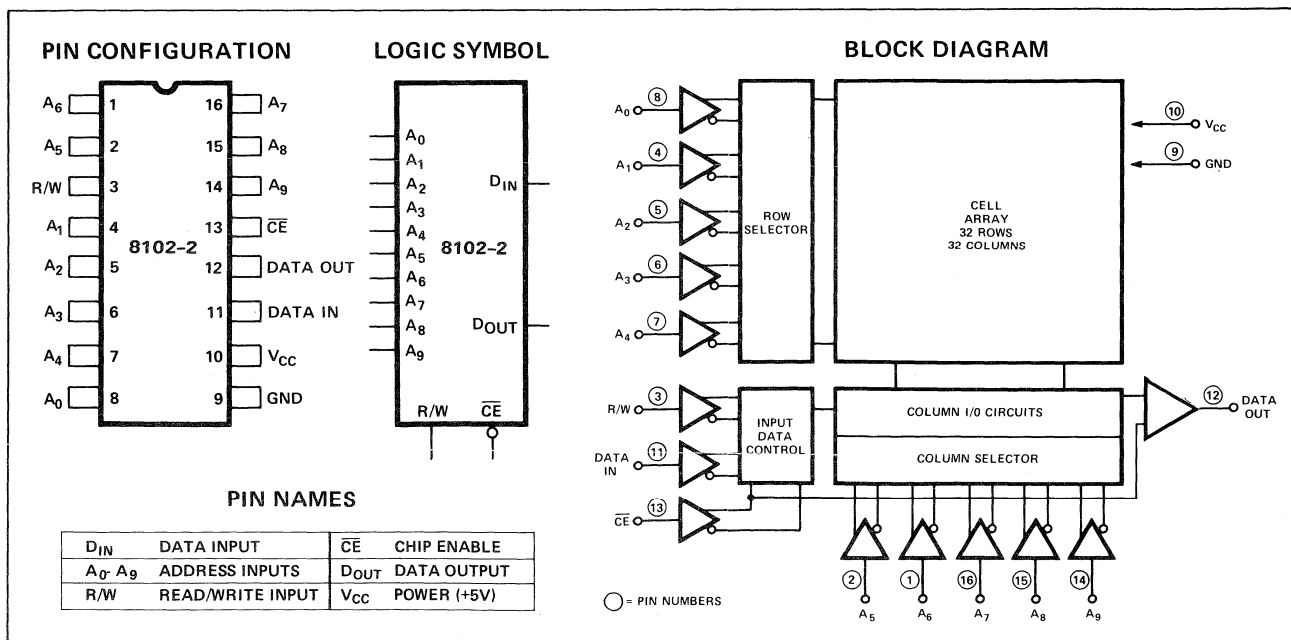 PIN CONFIGURATION
A6 1 16 A7
A5 2 15 A8
R/W 3 14 A9
A1 4 13 C̅E̅
8102-2
A2 5 12 DATA OUT
A3 6 11 DATA IN
A4 7 10 VCC
A0 8 9 GND
LOGIC SYMBOL
A0
A1
A2
A3
A4
A5
A6
A7
A8
A9
DIN
8102-2
DOUT
R/W C̅E̅
BLOCK DIAGRAM
A0 8
A1 4
A2 5
A3 6
A4 7
ROW
SELECTOR
CELL
ARRAY
32 ROWS
32 COLUMNS
10
VCC
9
GND
R/W 3
DATA
IN
11
C̅E̅ 13
INPUT
DATA
CONTROL
COLUMN I/O CIRCUITS
COLUMN SELECTOR
12
DATA
OUT
2 1 16 15 14
A5 A6 A7 A8 A9
= PIN NUMBERS
PIN NAMES
DIN DATA INPUT C̅E̅ CHIP ENABLE
A0- A9 ADDRESS INPUTS DOUT DATA OUTPUT
R/W READ/WRITE INPUT VCC POWER (+5V)